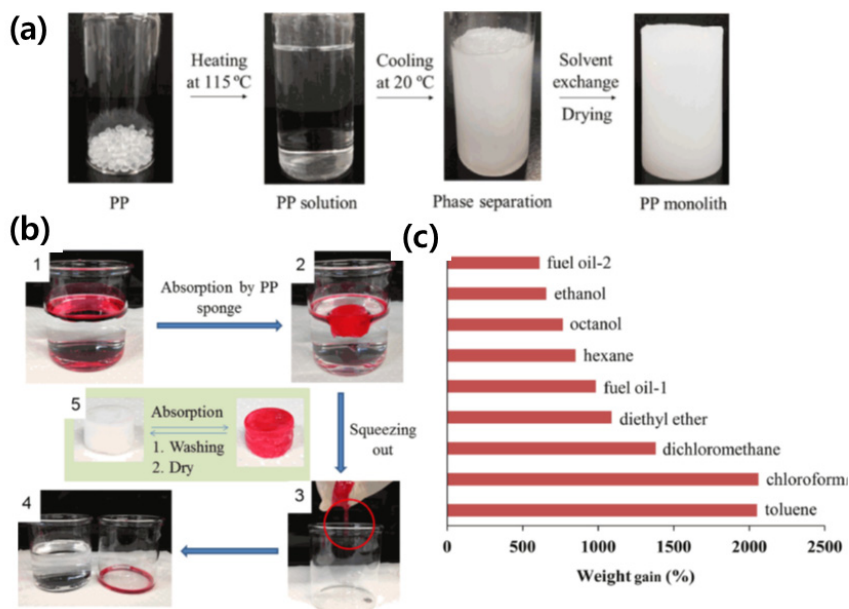 (a)
Heating
at 115 ºC
Cooling
at 20 ℃
Solvent
exchange
Drying
PP
PP solution
Phase separation
PP monolith
(b)
1
Absorption by PP
sponge
2
5
Absorption
1. Washing
2. Dry
Squeezing
out
4
3
(c)
fuel oil-2
ethanol
octanol
hexane
fuel oil-1
diethyl ether
dichloromethane
chloroform
toluene
0
500
1000
1500
2000
2500
Weight gain (%)